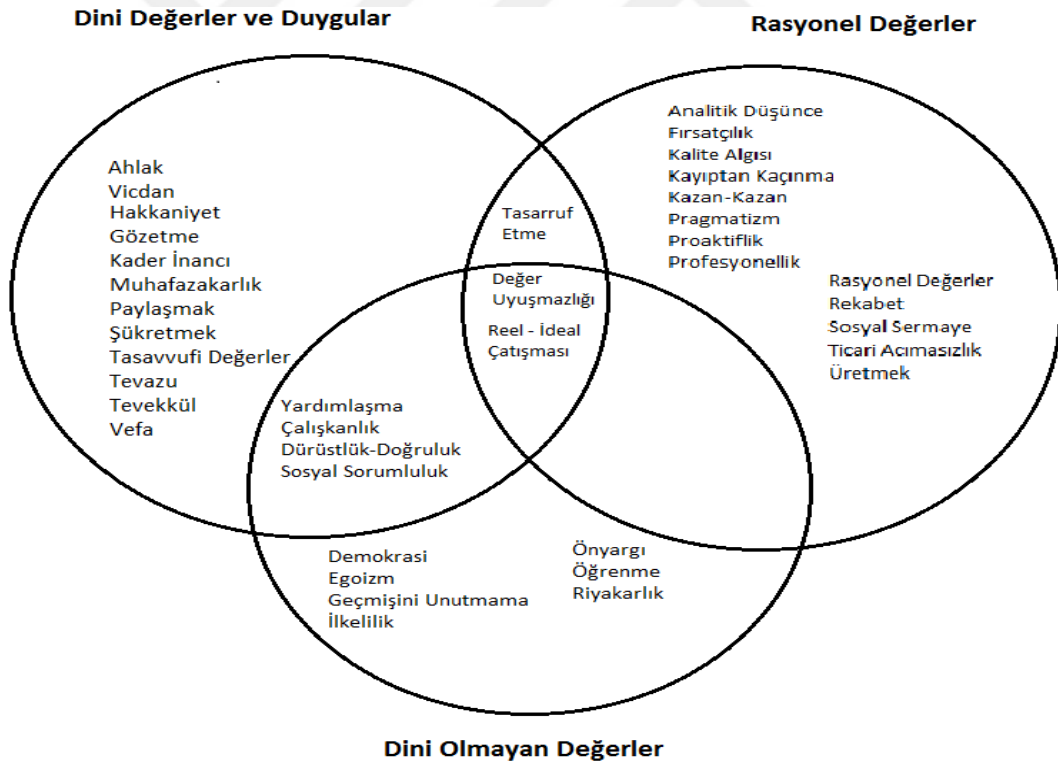 Dini Değerler ve Duygular
Rasyonel Değerler
Ahlak
Vicdan
Hakkaniyet
Gözetme
Kader İnancı
Muhafazakarlık
Paylaşmak
Şükretmek
Tasavvufi Değerler
Tevazu
Tevekkül
Vefa
Tasarruf
Etme
Analitik Düşünce
Fırsatçılık
Kalite Algısı
Kayıptan Kaçınma
Kazan-Kazan
Pragmatizm
Proaktiflik
Profesyonellik
Rasyonel Değerler
Rekabet
Sosyal Sermaye
Ticari Acımasızlık
Üretmek
Değer
Uyuşmazlığı
Reel - İdeal
Çatışması
Yardımlaşma
Çalışkanlık
Dürüstlük-Doğruluk
Sosyal Sorumluluk
Demokrasi
Egoizm
Geçmişini Unutmama
İlkelilik
Önyargı
Öğrenme
Riyakarlık
Dini Olmayan Değerler